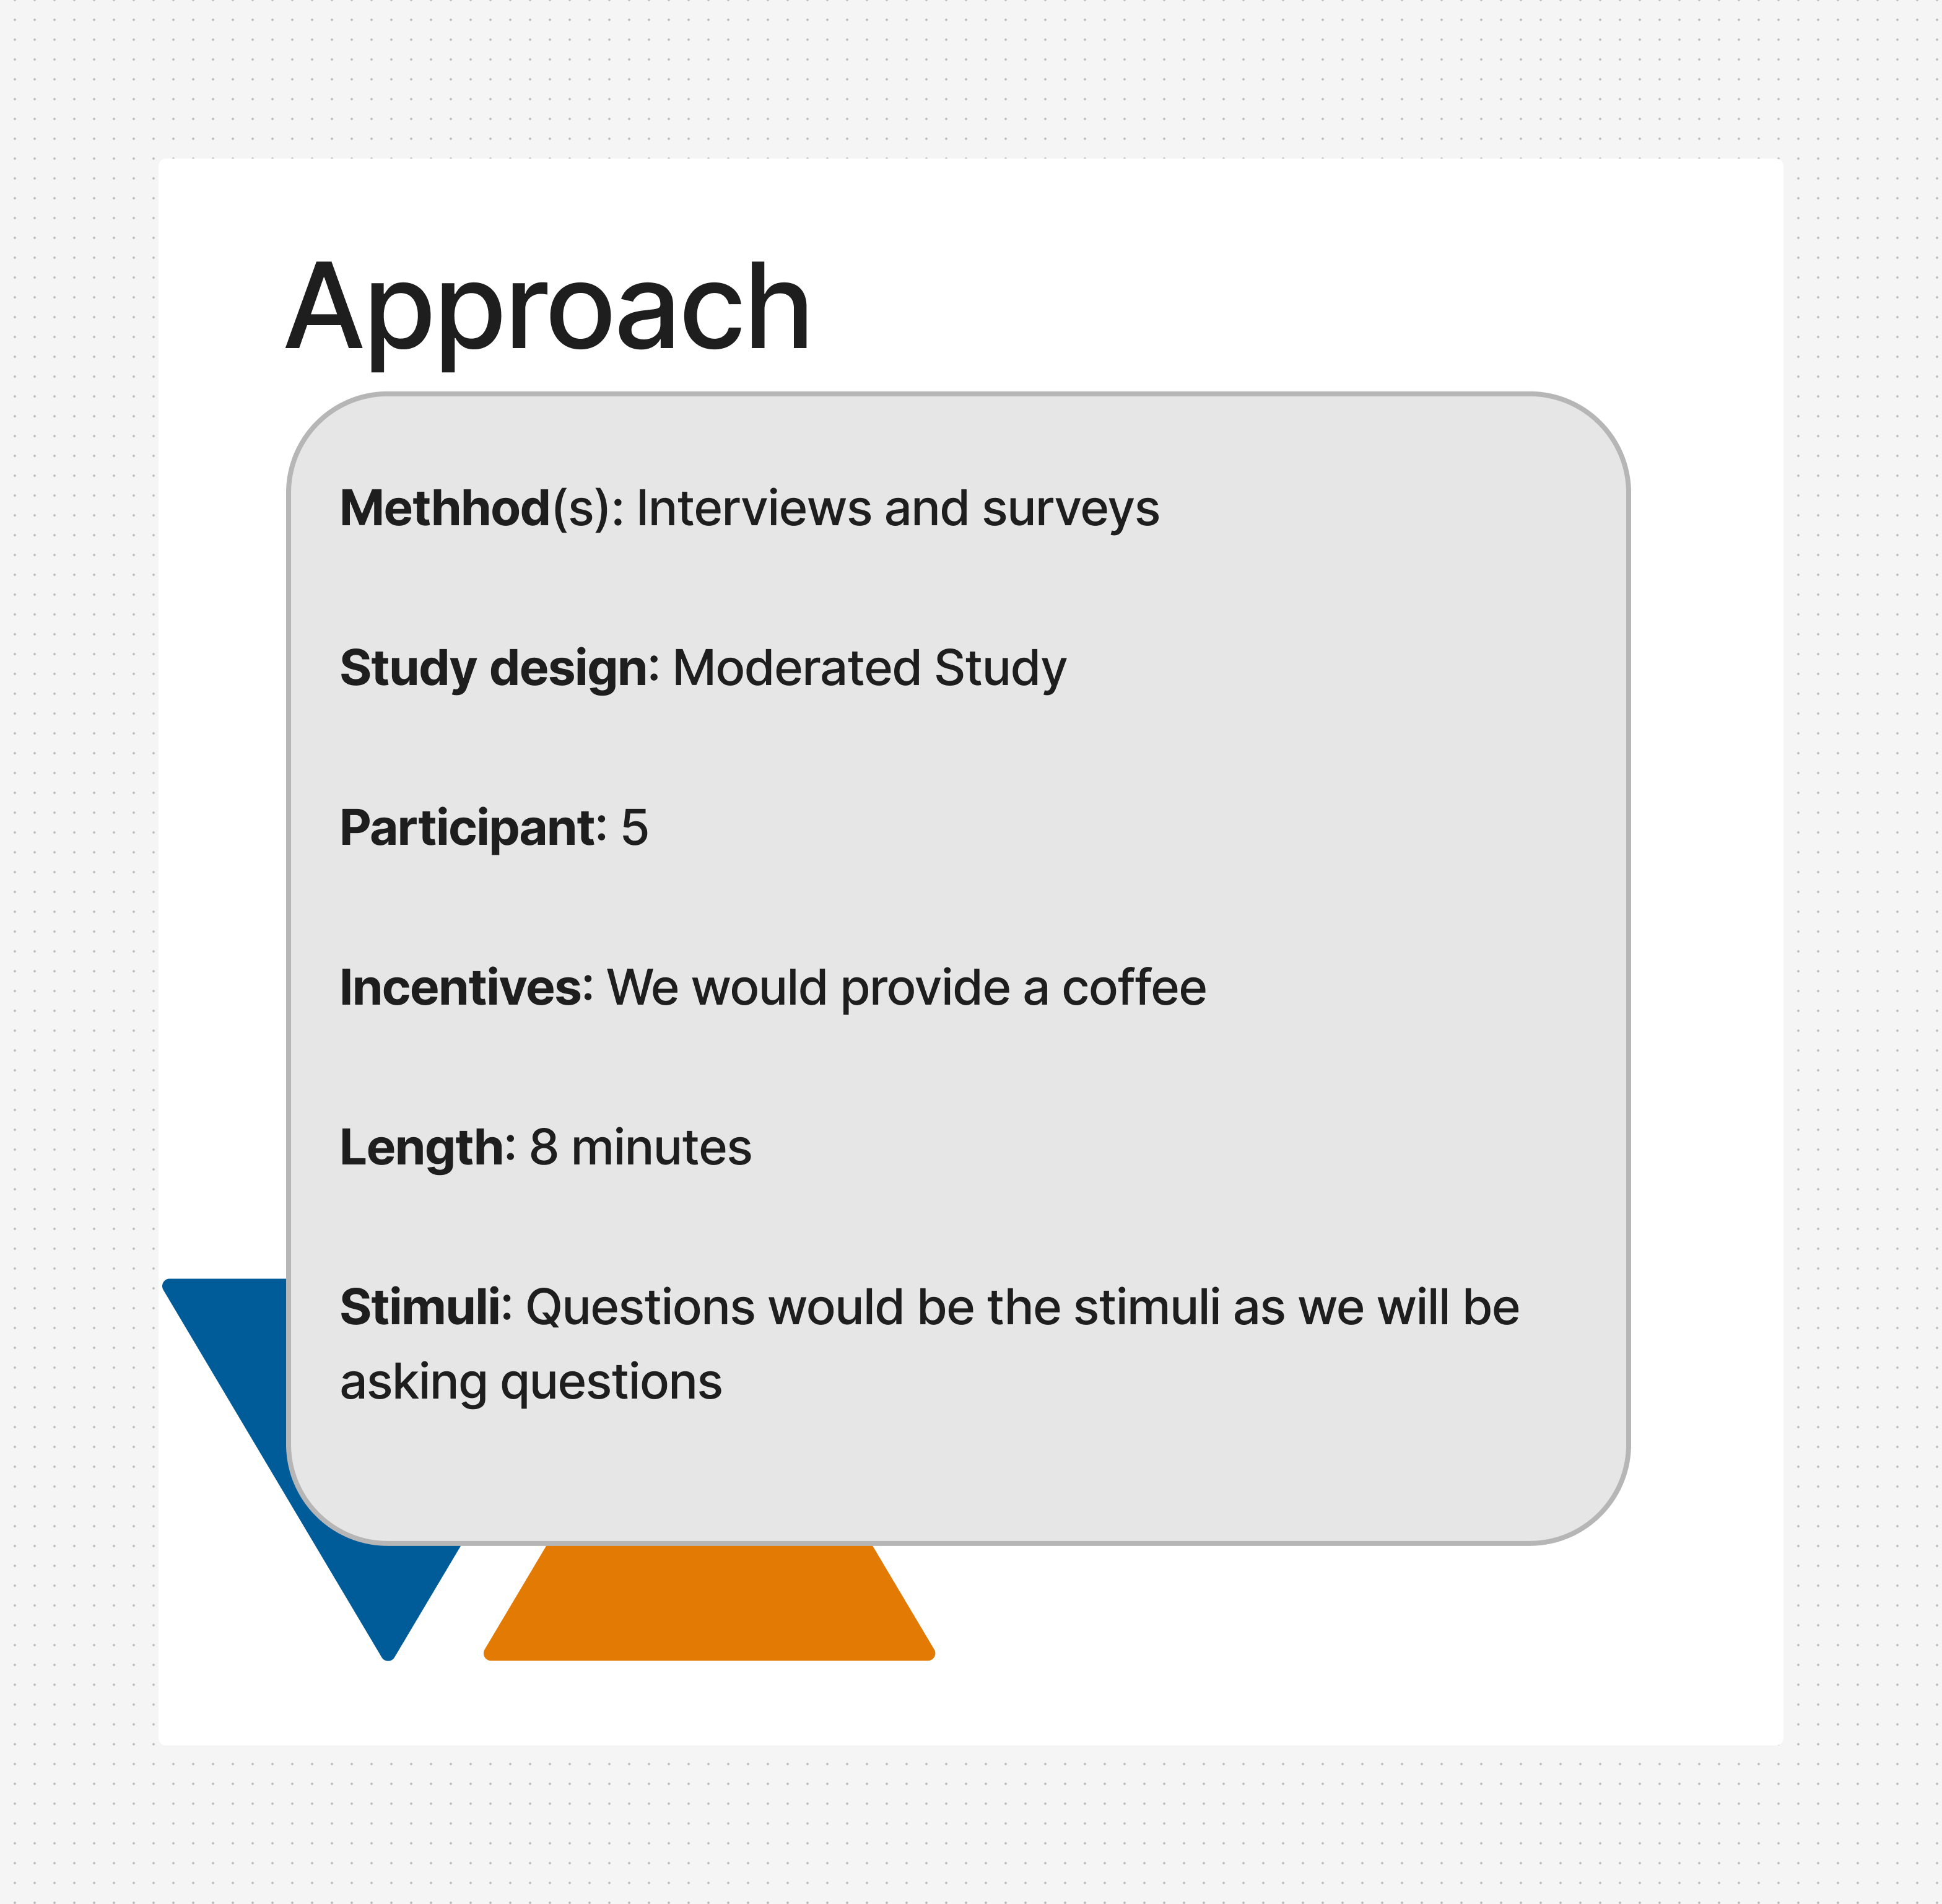 Approach
Methhod(s): Interviews and surveys
Study design: Moderated Study
Participant: 5
Incentives: We would provide a coffee
Length: 8 minutes
Stimuli: Questions would be the stimuli as we will be
asking questions